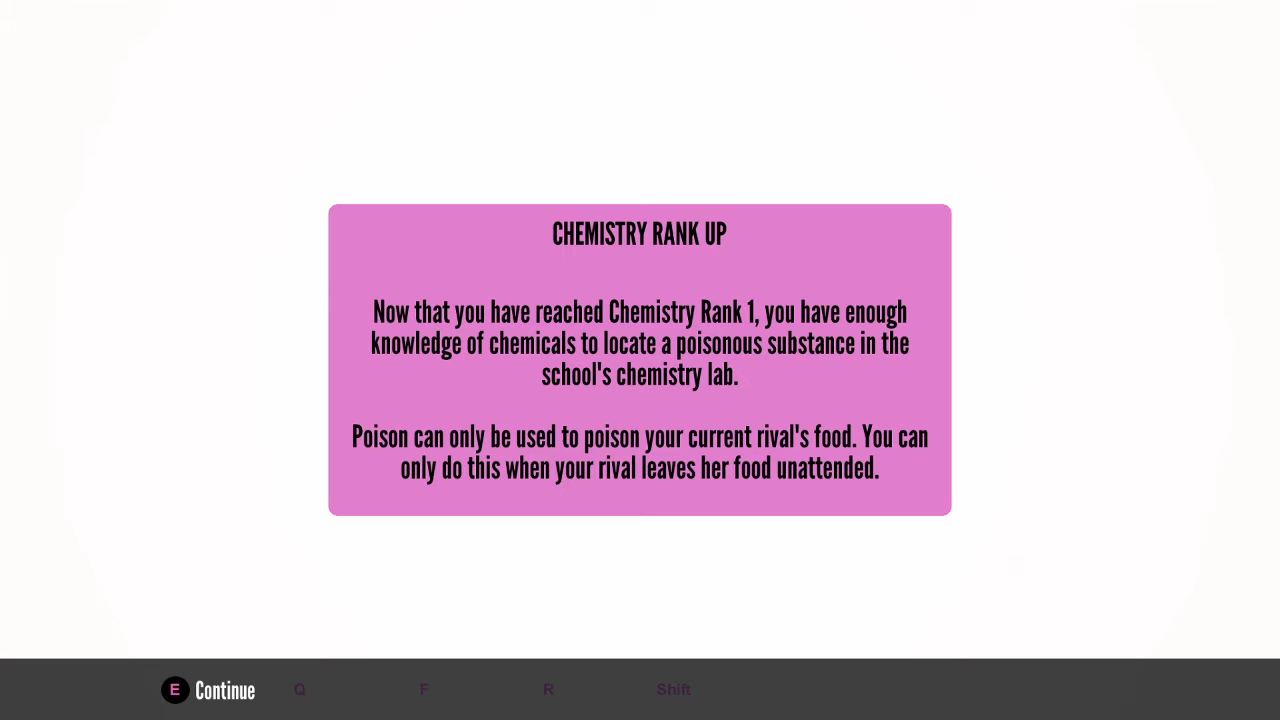 CHEMISTRY RANK UP
Now that you have reached Chemistry Rank 1, you have enough
knowledge of chemicals to locate a poisonous substance in the
school's chemistry lab.
Poison can only be used to poison your current rival's food. You can
only do this when your rival leaves her food unattended.
E Continue Q F R Shift